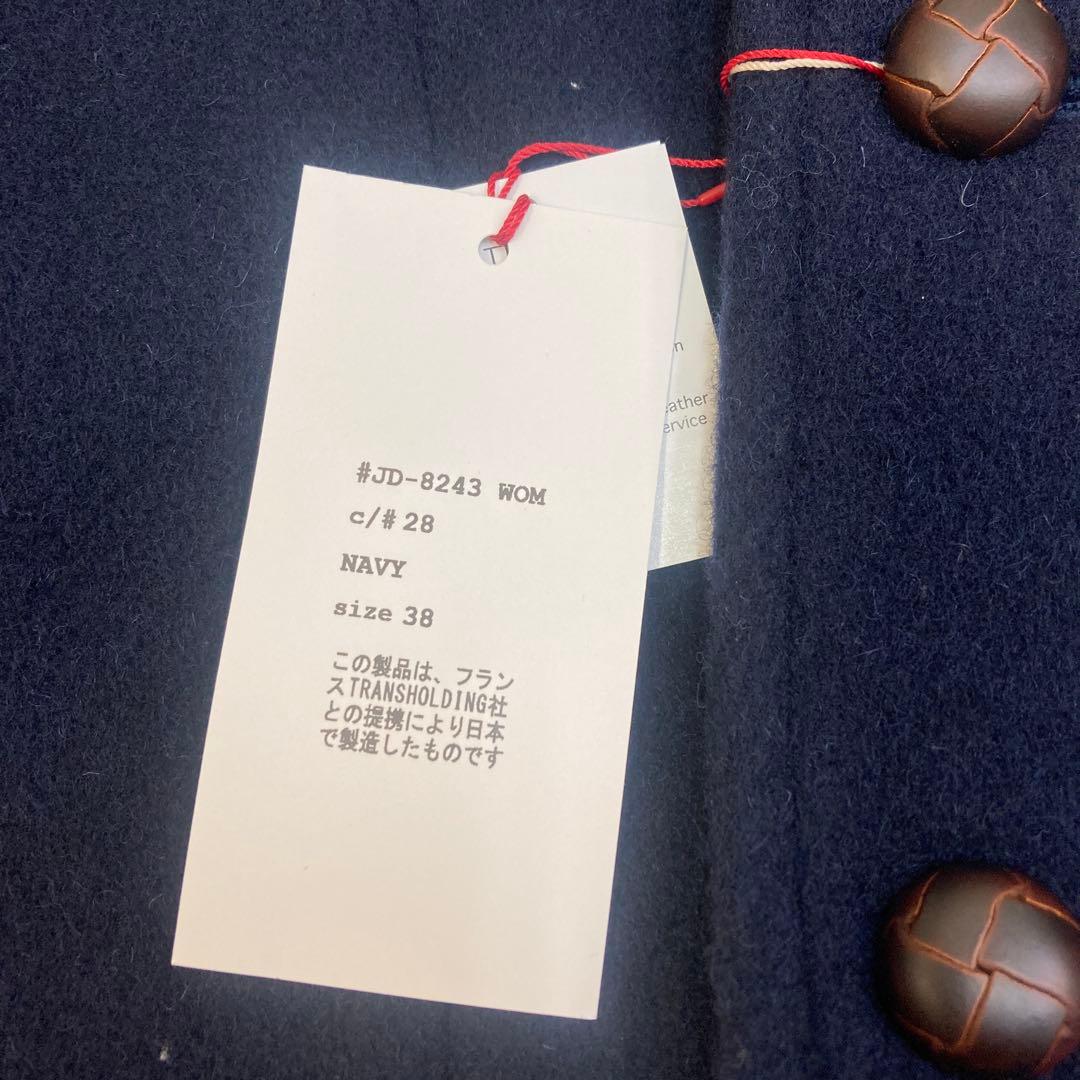 #JD-8243 WOM
c/# 28
NAVY
size 38
この製品は、フラン
スTRANSHOLDING社
との提携により日本
で製造したものです